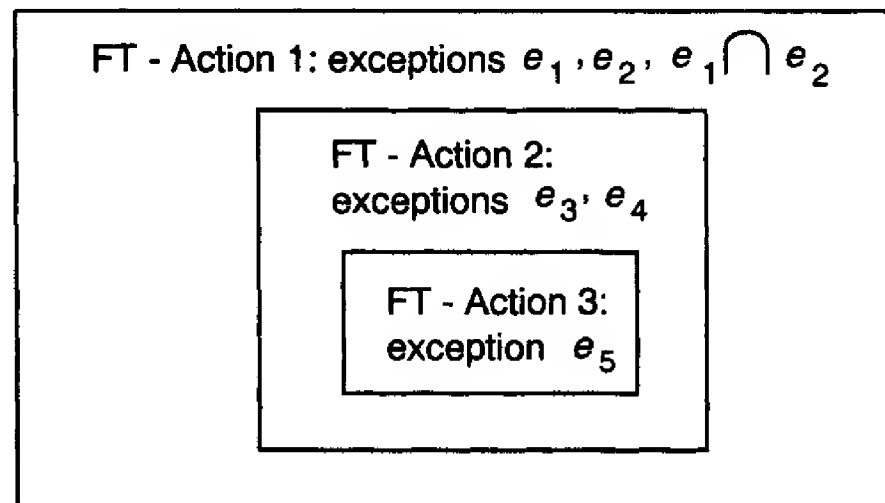 FT - Action 1: exceptions e₁, e₂, e₁ ⋂ e₂
FT - Action 2:
exceptions e₃, e₄
FT - Action 3:
exception e₅